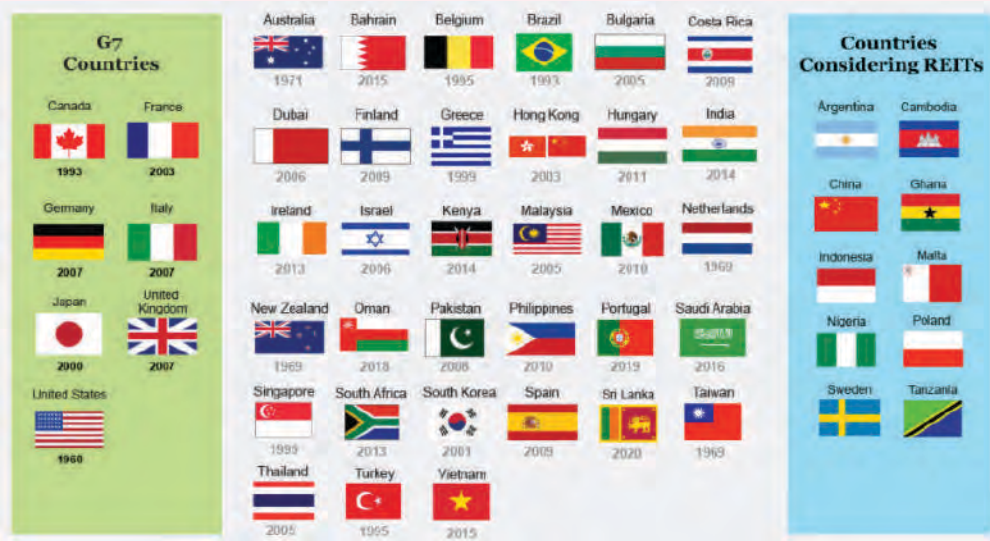 G7
Countries
Canada France
1993 2003
Germany Italy
2007 2007
Japan United
Kingdom
2000 2007
United States
1960
Australia Bahrain Belgium Brazil Bulgaria Costa Rica
1971 2015 1995 1993 2005 2009
Dubai Finland Greece Hong Kong Hungary India
2006 2009 1999 2003 2011 2014
Ireland Israel Kenya Malaysia Mexico Netherlands
2013 2006 2014 2005 2010 1969
New Zealand Oman Pakistan Philippines Portugal Saudi Arabia
1969 2018 2008 2010 2019 2016
Singapore South Africa South Korea Spain Sri Lanka Taiwan
1999 2013 2001 2009 2020 1969
Thailand Turkey Vietnam
2005 1995 2015
Countries
Considering REITs
Argentina Cambodia
China Ghana
Indonesia Malta
Nigeria Poland
Sweden Tanzania